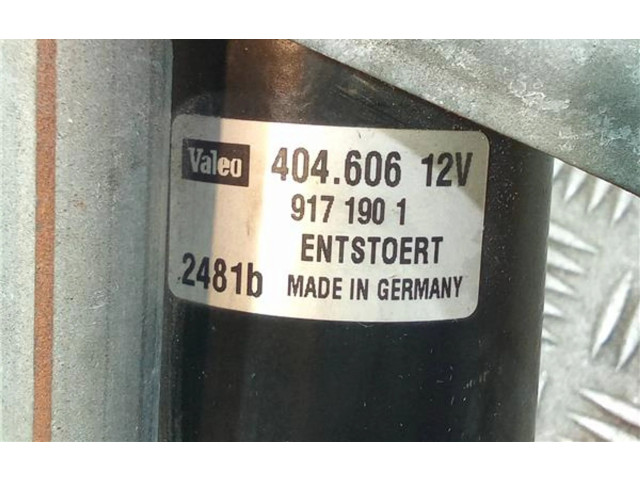 Valeo 404.606 12V
917 190 1
ENTSTOERT
2481b MADE IN GERMANY